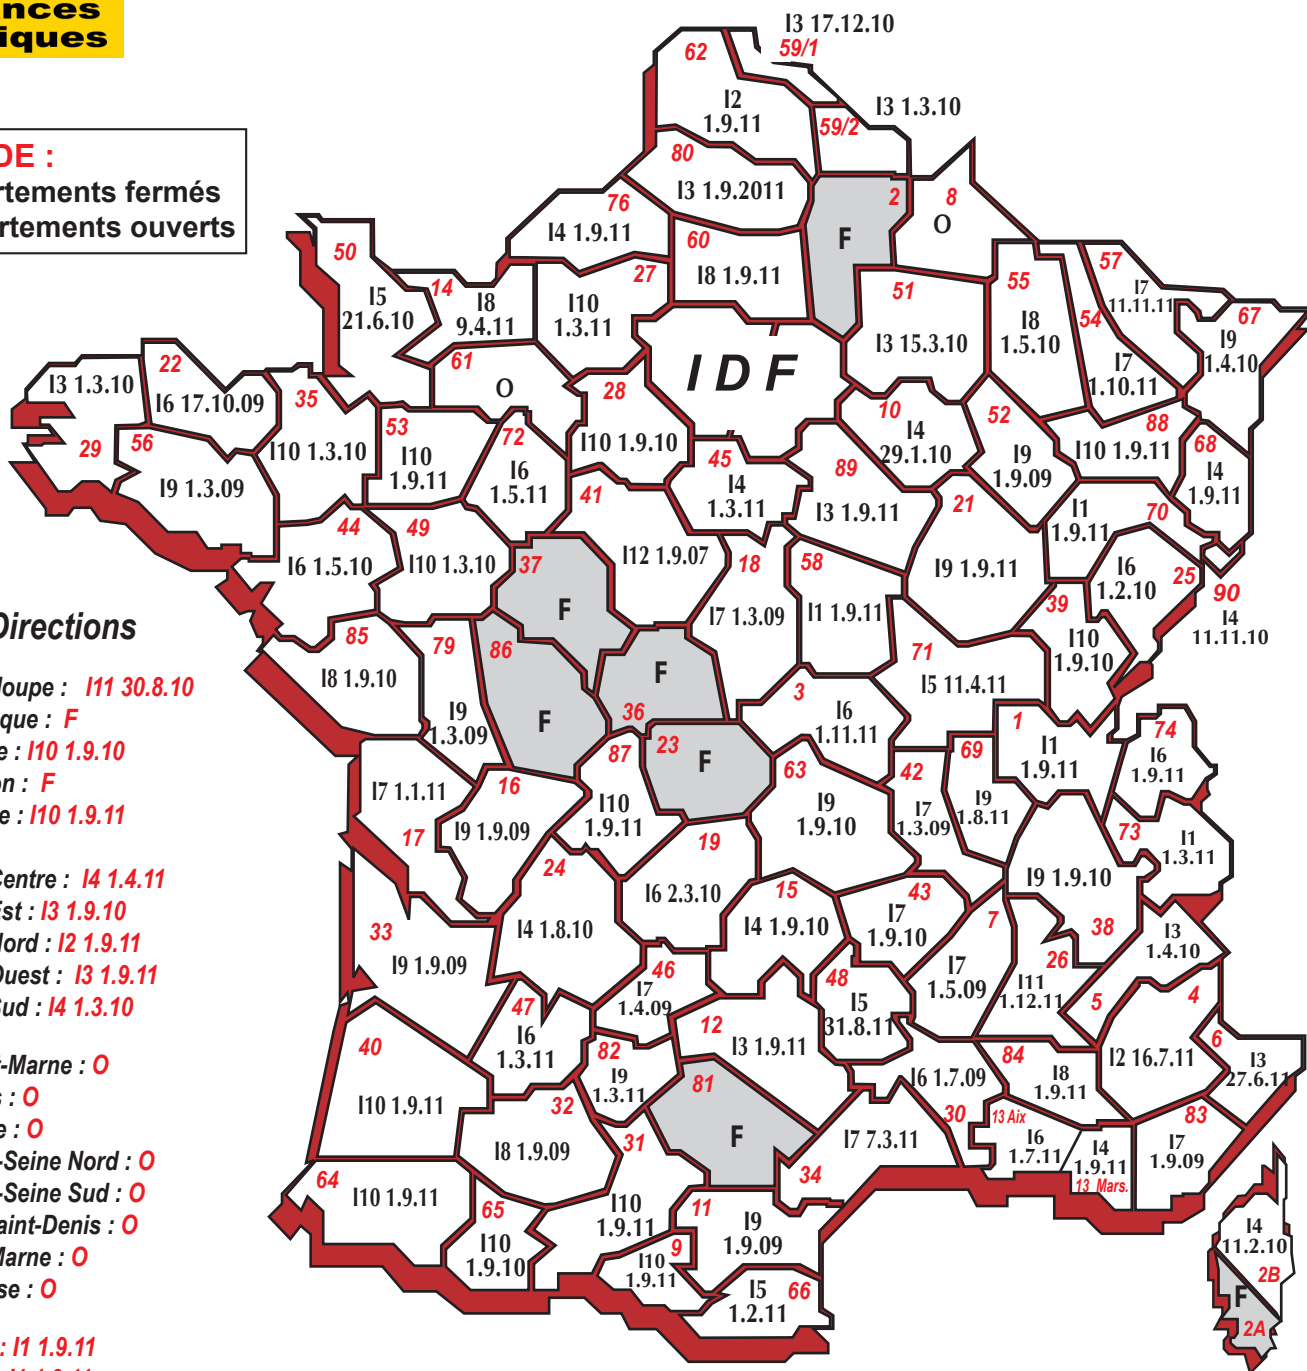 ances
iques
DE :
rtements fermés
rtements ouverts
I3 17.12.10
59/1
62
I2
1.9.11
I3 1.3.10
59/2
80
I3 1.9.2011
2
F
8
O
76
I4 1.9.11
60
I8 1.9.11
27
I10
1.3.11
50
I5
21.6.10
14
I8
9.4.11
51
I3 15.3.10
55
I8
1.5.10
57
I7
11.11.11
54
I7
1.10.11
67
I9
1.4.10
61
O
IDF
28
I10 1.9.10
I3 1.3.10
29
22
I6 17.10.09
35
I10 1.3.10
56
I9 1.3.09
53
I10
1.9.11
72
I6
1.5.11
45
I4
1.3.11
10
I4
29.1.10
52
I9
1.9.09
88
I10 1.9.11
68
I4
1.9.11
89
I3 1.9.11
41
I12 1.9.07
21
I9 1.9.11
70
I1
1.9.11
44
I6 1.5.10
49
I10 1.3.10
37
F
18
I7 1.3.09
58
I1 1.9.11
25
I6
1.2.10
90
I4
11.11.10
39
I10
1.9.10
85
I8 1.9.10
79
I9
1.3.09
86
F
36
F
71
I5 11.4.11
3
I6
1.11.11
23
F
87
I10
1.9.11
63
I9
1.9.10
42
I7
1.3.09
69
I9
1.8.11
1
I1
1.9.11
74
I6
1.9.11
73
I1
1.3.11
I7 1.1.11
17
16
I9 1.9.09
24
I4 1.8.10
19
I6 2.3.10
15
I4 1.9.10
43
I7
1.9.10
I9 1.9.10
38
7
I7
1.5.09
26
I11
1.12.11
I3
1.4.10
5
4
I2 16.7.11
6
I3
27.6.11
33
I9 1.9.09
47
I6
1.3.11
46
I7
1.4.09
12
I3 1.9.11
48
I5
31.8.11
40
I10 1.9.11
82
I9
1.3.11
81
F
I6 1.7.09
30
84
I8
1.9.11
83
I7
1.9.09
13 Aix
I6
1.7.11
I4
1.9.11
13 Mars.
32
I8 1.9.09
31
I10
1.9.11
I7 7.3.11
34
64
I10 1.9.11
65
I10
1.9.10
11
I9
1.9.09
9
I10
1.9.11
66
I5
1.2.11
I4
11.2.10
2B
F
2A
Directions
loupe : I11 30.8.10
que : F
e : I10 1.9.10
on : F
e : I10 1.9.11
Centre : I4 1.4.11
Est : I3 1.9.10
Nord : I2 1.9.11
Ouest : I3 1.9.11
Sud : I4 1.3.10
t-Marne : O
s : O
e : O
-Seine Nord : O
-Seine Sud : O
aint-Denis : O
Marne : O
se : O
: I1 1.9.11